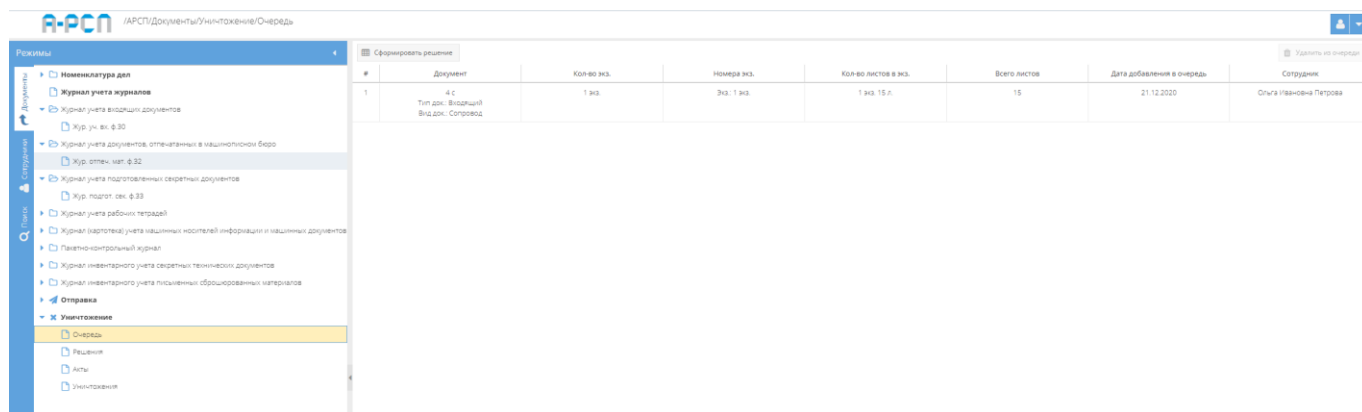 А-РСП
/АРСП/Документы/Уничтожение/Очередь
Режимы
Документы
Сотрудники
Поиск
Номенклатура дел
Журнал учета журналов
Журнал учета входящих документов
Жур. уч. вх. ф.30
Журнал учета документов, отпечатанных в машинописном бюро
Жур. отпеч. мат. ф.32
Журнал учета подготовленных секретных документов
Жур. подгот. сек. ф.33
Журнал учета рабочих тетрадей
Журнал (картотека) учета машинных носителей информации и машинных документов
Пакетно-контрольный журнал
Журнал инвентарного учета секретных технических документов
Журнал инвентарного учета письменных сброшюрованных материалов
Отправка
Уничтожение
Очередь
Решения
Акты
Уничтожения
Сформировать решение
Удалить из очереди
# Документ Кол-во экз. Номера экз. Кол-во листов в экз. Всего листов Дата добавления в очередь Сотрудник
1 4 с 1 экз. Экз.: 1 экз. 1 экз. 15 л. 15 21.12.2020 Ольга Ивановна Петрова
Тип док.: Входящий
Вид док.: Сопровод